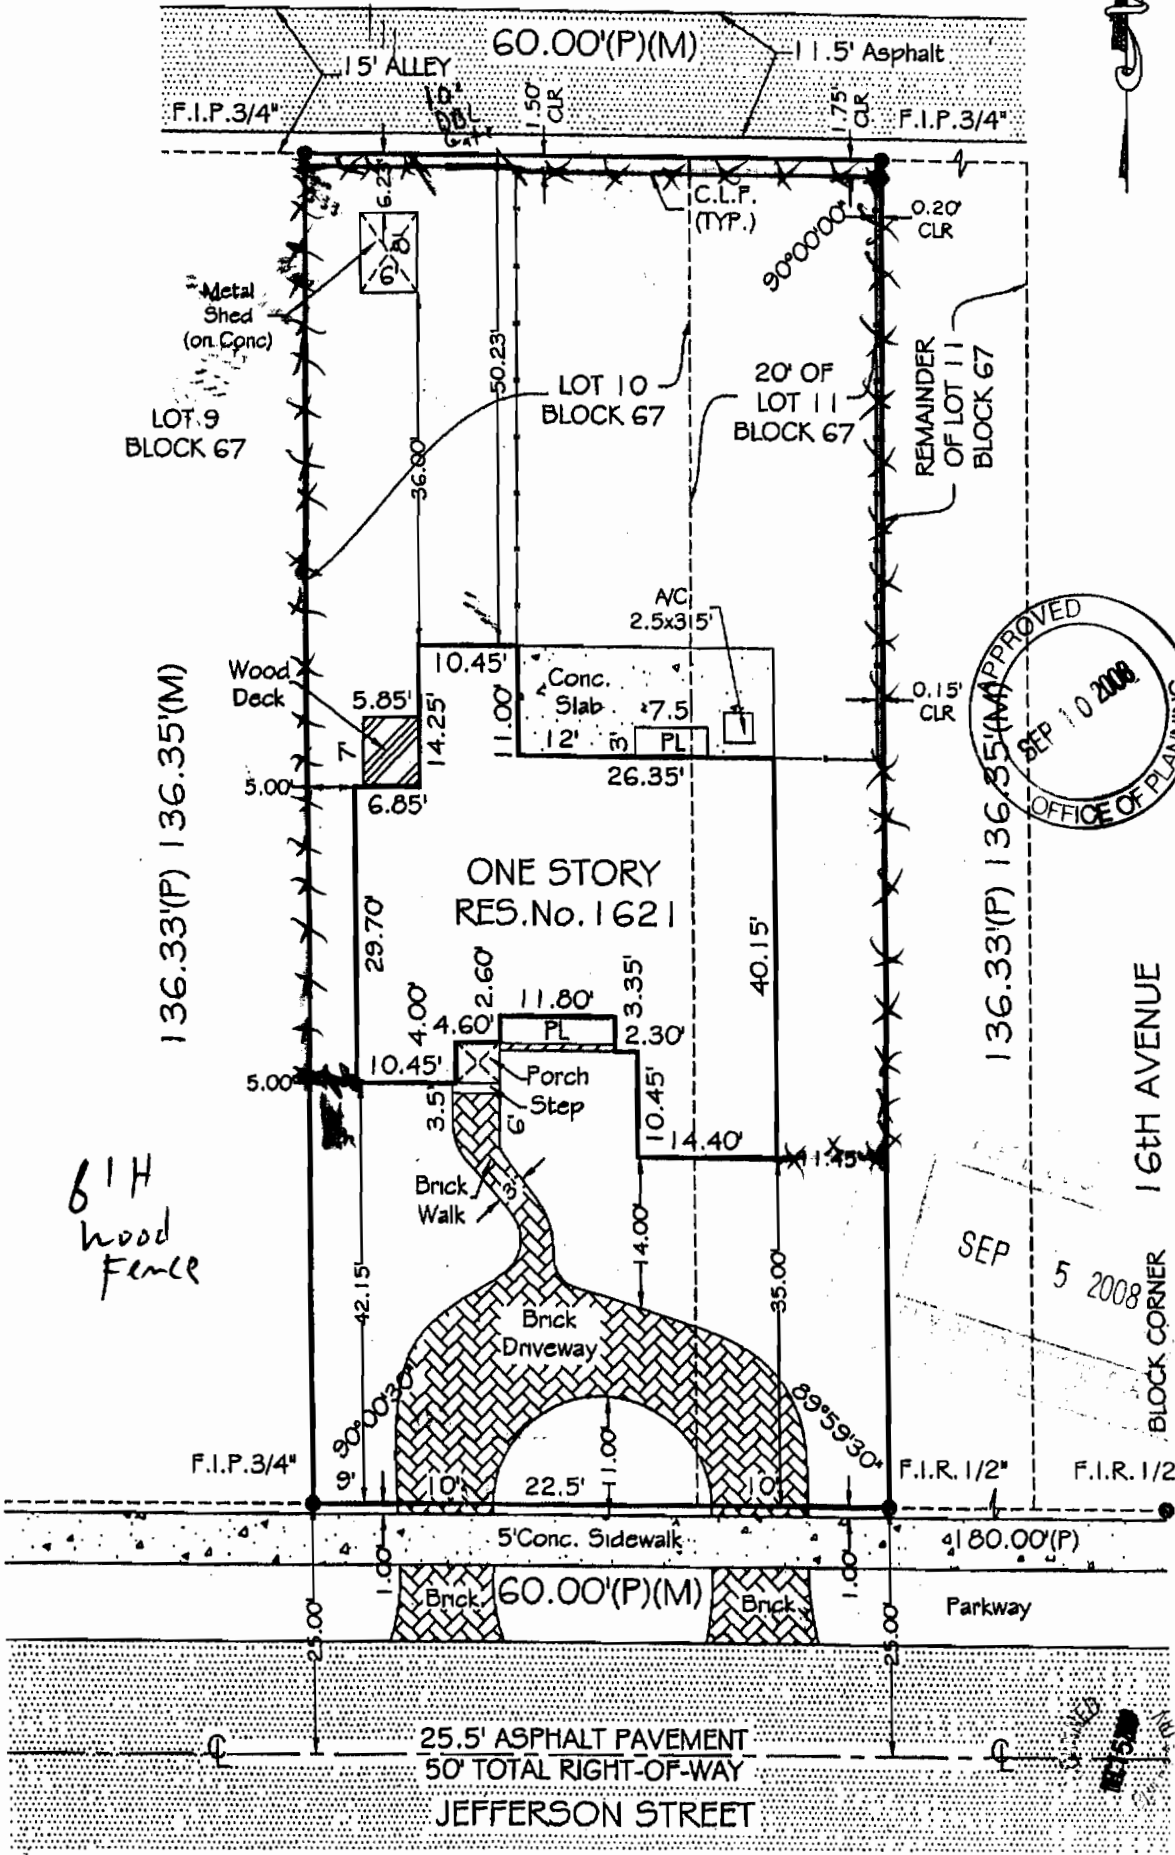 60.00'(P)(M)
15' ALLEY
11.5' Asphalt
10'
DBL
Gate
1.50'
CLR
1.75'
CLR
F.I.P.3/4"
F.I.P.3/4"
6.23'
C.L.F.
(TYP.)
90°00'00"
0.20'
CLR
8'
6'
Metal
Shed
(on Conc)
50.23'
LOT 9
BLOCK 67
LOT 10
BLOCK 67
20' OF
LOT 11
BLOCK 67
REMAINDER
OF LOT 11
BLOCK 67
36.00'
A/C
2.5x3.5'
APPROVED
SEP 10 2008
OFFICE OF
Wood
Deck
10.45'
Conc.
Slab
0.15'
CLR
5.85'
14.25'
11.00'
7.5
7'
12'
3'
PL
26.35'
5.00'
6.85'
136.33'(P) 136.35'(M)
136.33'(P) 136.35'(M)
ONE STORY
RES.No.1621
29.70'
40.15'
4.00'
2.60'
11.80'
3.35'
4.60'
PL
2.30'
10.45'
5.00'
Porch
Step
3.5'
6'
10.45'
14.40'
11.45'
16TH AVENUE
6'H
wood
Fence
Brick
Walk
3'
14.00'
SEP 5 2008
42.15'
35.00'
BLOCK CORNER
Brick
Driveway
90°00'30"
89°59'30"
11.00'
F.I.P.3/4"
F.I.R. 1/2"
F.I.R. 1/2
9'
10'
22.5'
10'
5'Conc. Sidewalk
180.00'(P)
1.00'
1.00'
Brick
60.00'(P)(M)
Brick
Parkway
25.00'
25.00'
25.5' ASPHALT PAVEMENT
50' TOTAL RIGHT-OF-WAY
JEFFERSON STREET